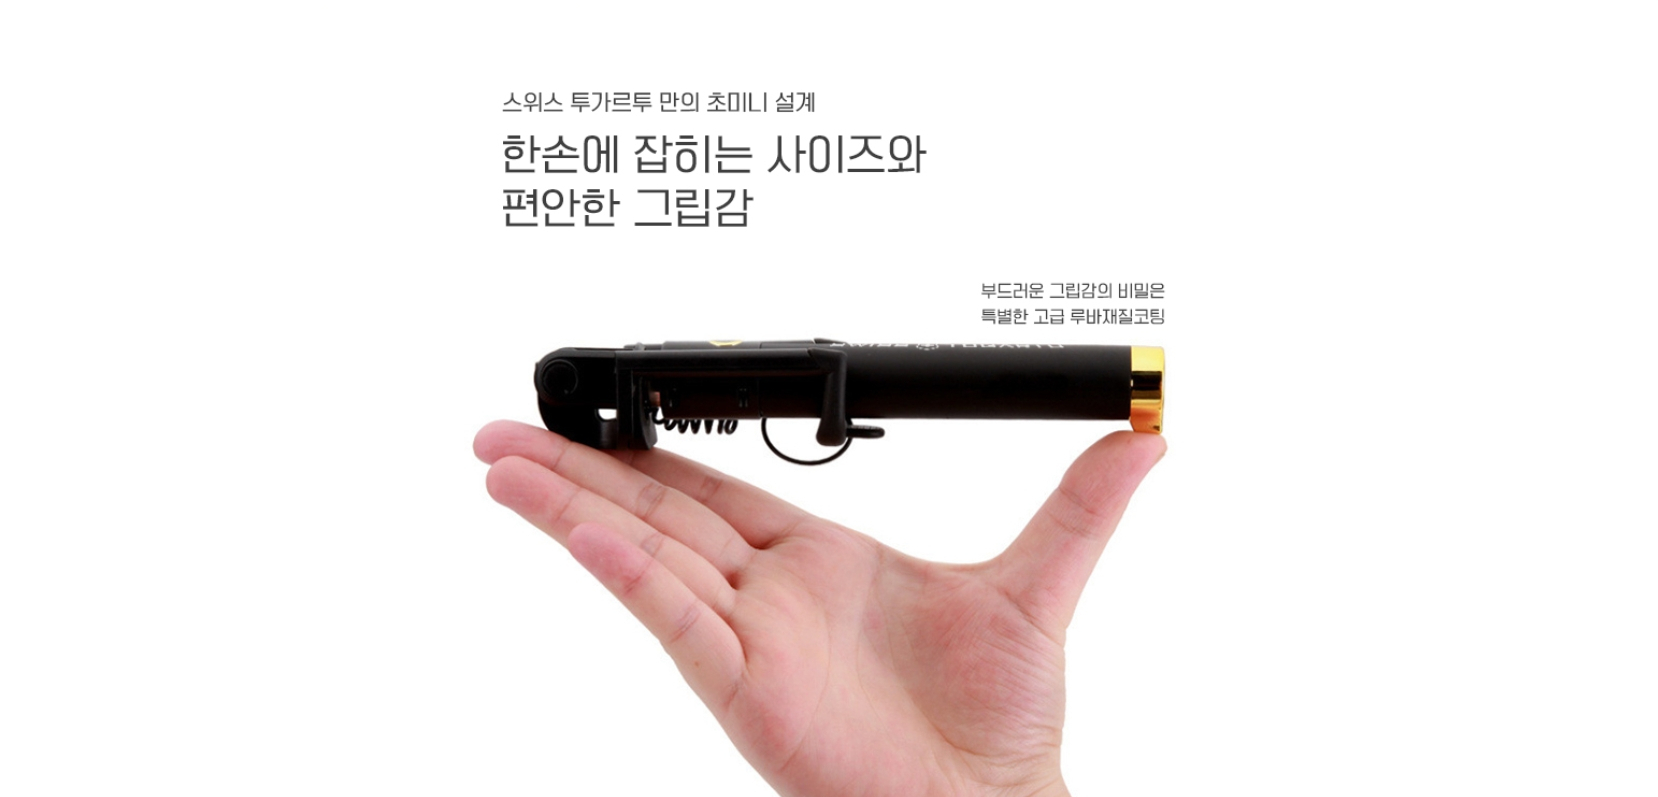 스위스 투가르투 만의 초미니 설계
한손에 잡히는 사이즈와
편안한 그립감
부드러운 그립감의 비밀은
특별한 고급 루바재질코팅